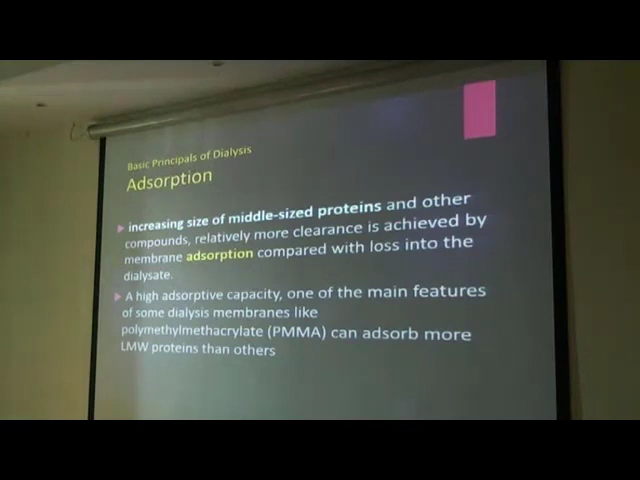 Basic Principals of Dialysis
Adsorption
increasing size of middle-sized proteins and other
compounds, relatively more clearance is achieved by
membrane adsorption compared with loss into the
dialysate.
A high adsorptive capacity, one of the main features
of some dialysis membranes like
polymethylmethacrylate (PMMA) can adsorb more
LMW proteins than others